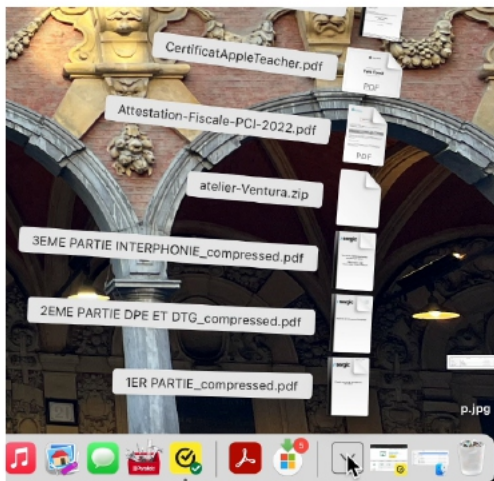 CertificatAppleTeacher.pdf
PDF
Attestation-Fiscale-PCI-2022.pdf
PDF
atelier-Ventura.zip
3EME PARTIE INTERPHONIE_compressed.pdf
2EME PARTIE DPE ET DTG_compressed.pdf
1ER PARTIE_compressed.pdf
p.jpg
5